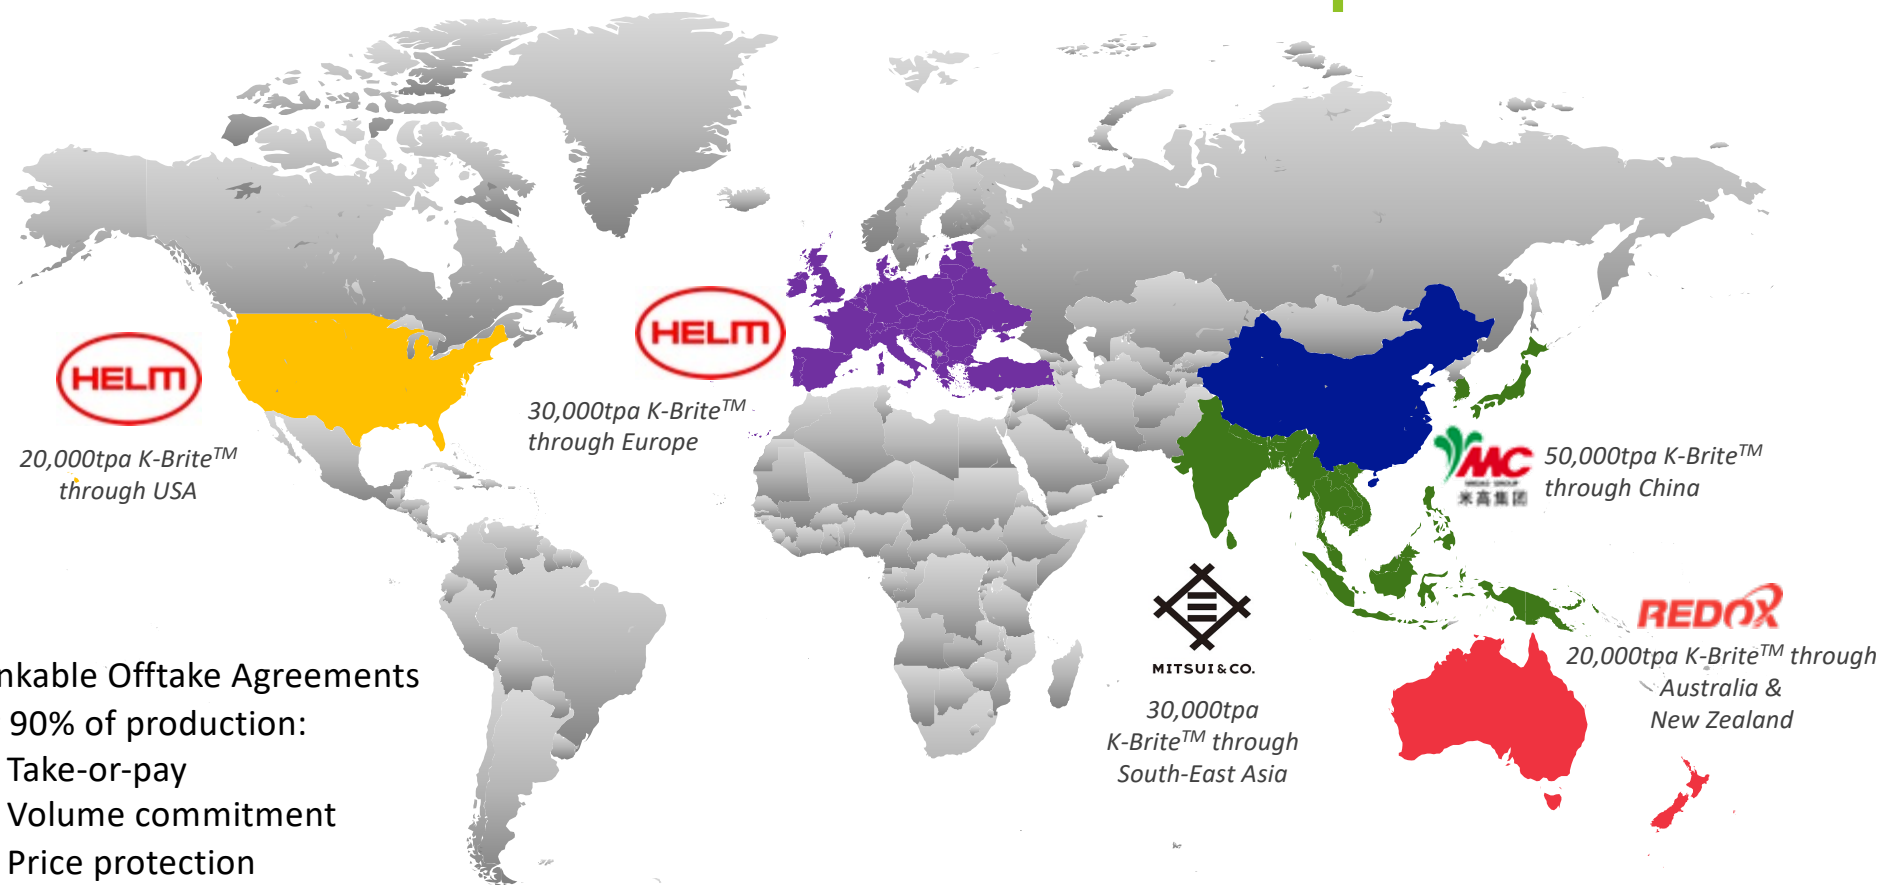 HELM
20,000tpa K-Brite™
through USA
HELM
30,000tpa K-Brite™
through Europe
MC
MIGAO GROUP
米高集团
50,000tpa K-Brite™
through China
MITSUI & CO.
30,000tpa
K-Brite™ through
South-East Asia
REDOX
20,000tpa K-Brite™ through
Australia &
New Zealand
nkable Offtake Agreements
90% of production:
Take-or-pay
Volume commitment
Price protection